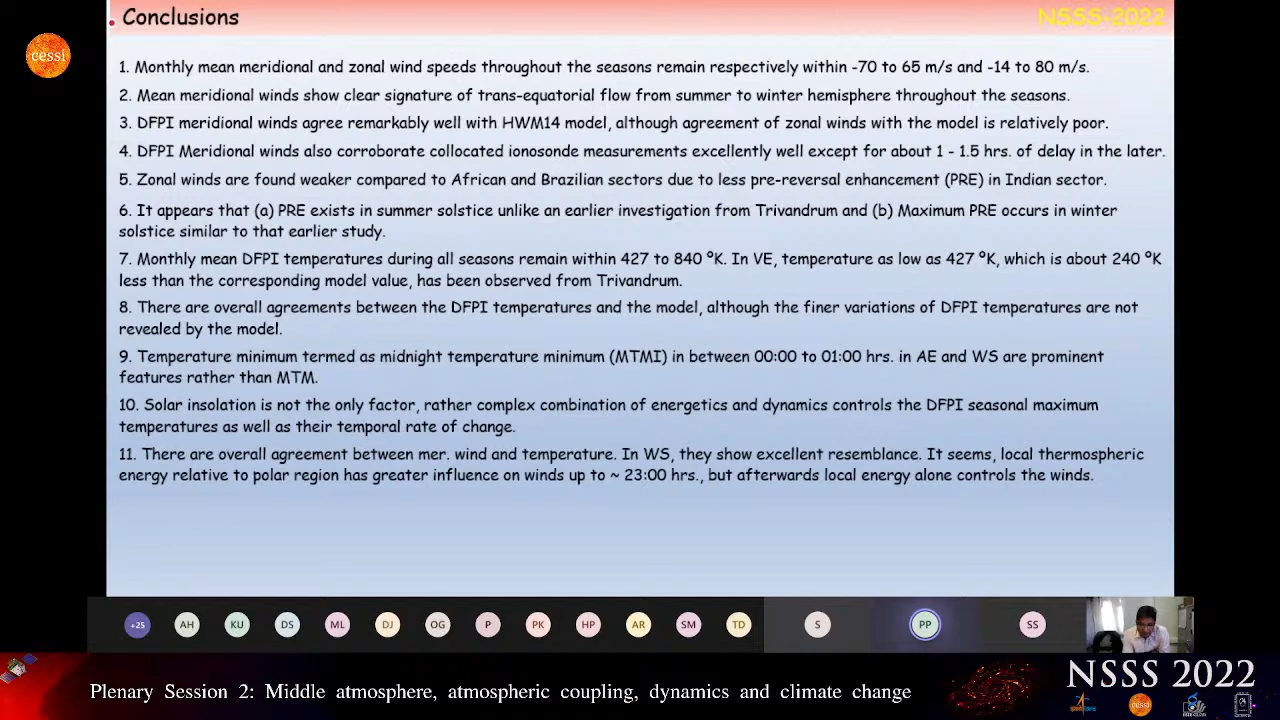 Conclusions
NSSS-2022
cessi
1. Monthly mean meridional and zonal wind speeds throughout the seasons remain respectively within -70 to 65 m/s and -14 to 80 m/s.
2. Mean meridional winds show clear signature of trans-equatorial flow from summer to winter hemisphere throughout the seasons.
3. DFPI meridional winds agree remarkably well with HWM14 model, although agreement of zonal winds with the model is relatively poor.
4. DFPI Meridional winds also corroborate collocated ionosonde measurements excellently well except for about 1 - 1.5 hrs. of delay in the later.
5. Zonal winds are found weaker compared to African and Brazilian sectors due to less pre-reversal enhancement (PRE) in Indian sector.
6. It appears that (a) PRE exists in summer solstice unlike an earlier investigation from Trivandrum and (b) Maximum PRE occurs in winter
solstice similar to that earlier study.
7. Monthly mean DFPI temperatures during all seasons remain within 427 to 840 °K. In VE, temperature as low as 427 °K, which is about 240 °K
less than the corresponding model value, has been observed from Trivandrum.
8. There are overall agreements between the DFPI temperatures and the model, although the finer variations of DFPI temperatures are not
revealed by the model.
9. Temperature minimum termed as midnight temperature minimum (MTMI) in between 00:00 to 01:00 hrs. in AE and WS are prominent
features rather than MTM.
10. Solar insolation is not the only factor, rather complex combination of energetics and dynamics controls the DFPI seasonal maximum
temperatures as well as their temporal rate of change.
11. There are overall agreement between mer. wind and temperature. In WS, they show excellent resemblance. It seems, local thermospheric
energy relative to polar region has greater influence on winds up to ~ 23:00 hrs., but afterwards local energy alone controls the winds.
+25 AH KU DS ML DJ OG P PK HP AR SM TD S PP SS
Plenary Session 2: Middle atmosphere, atmospheric coupling, dynamics and climate change
NSSS 2022
cessi